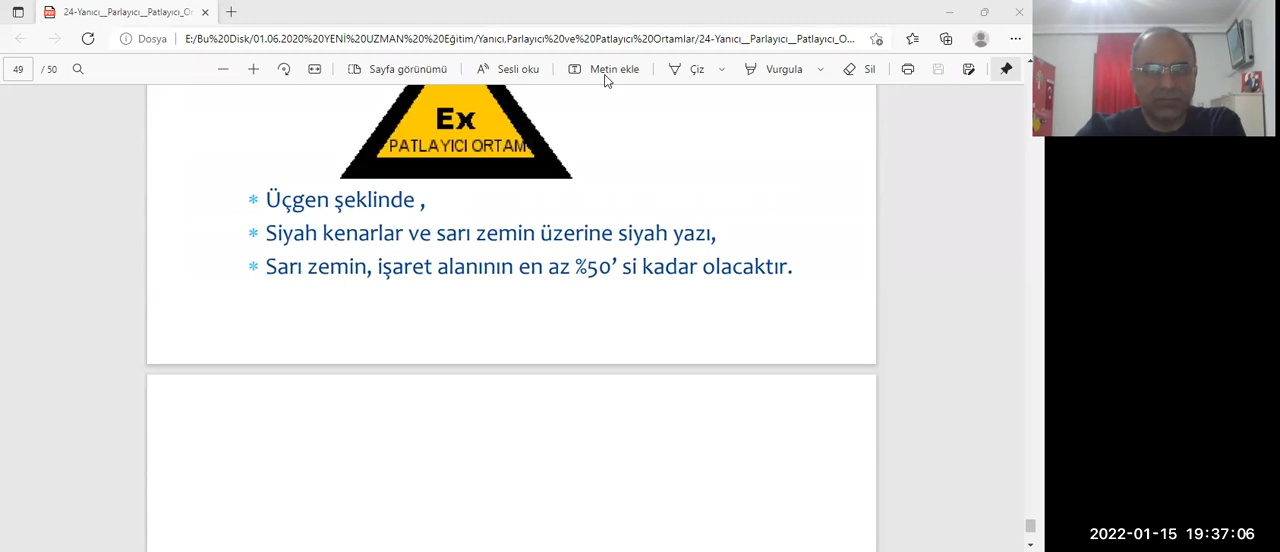 24-Yanıcı__Parlayıcı__Patlayıcı_Or
Dosya
E:/Bu%20Disk/01.06.2020%20YENİ%20UZMAN%20%20Eğitim/Yanıcı,Parlayıcı%20ve%20Patlayıcı%20Ortamlar/24-Yanıcı__Parlayıcı__Patlayıcı_O...
49 / 50
Sayfa görünümü
Sesli oku
Metin ekle
Çiz
Vurgula
Sil
Ex
PATLAYICI ORTAM
* Üçgen şeklinde ,
* Siyah kenarlar ve sarı zemin üzerine siyah yazı,
* Sarı zemin, işaret alanının en az %50’ si kadar olacaktır.
2022-01-15 19:37:06